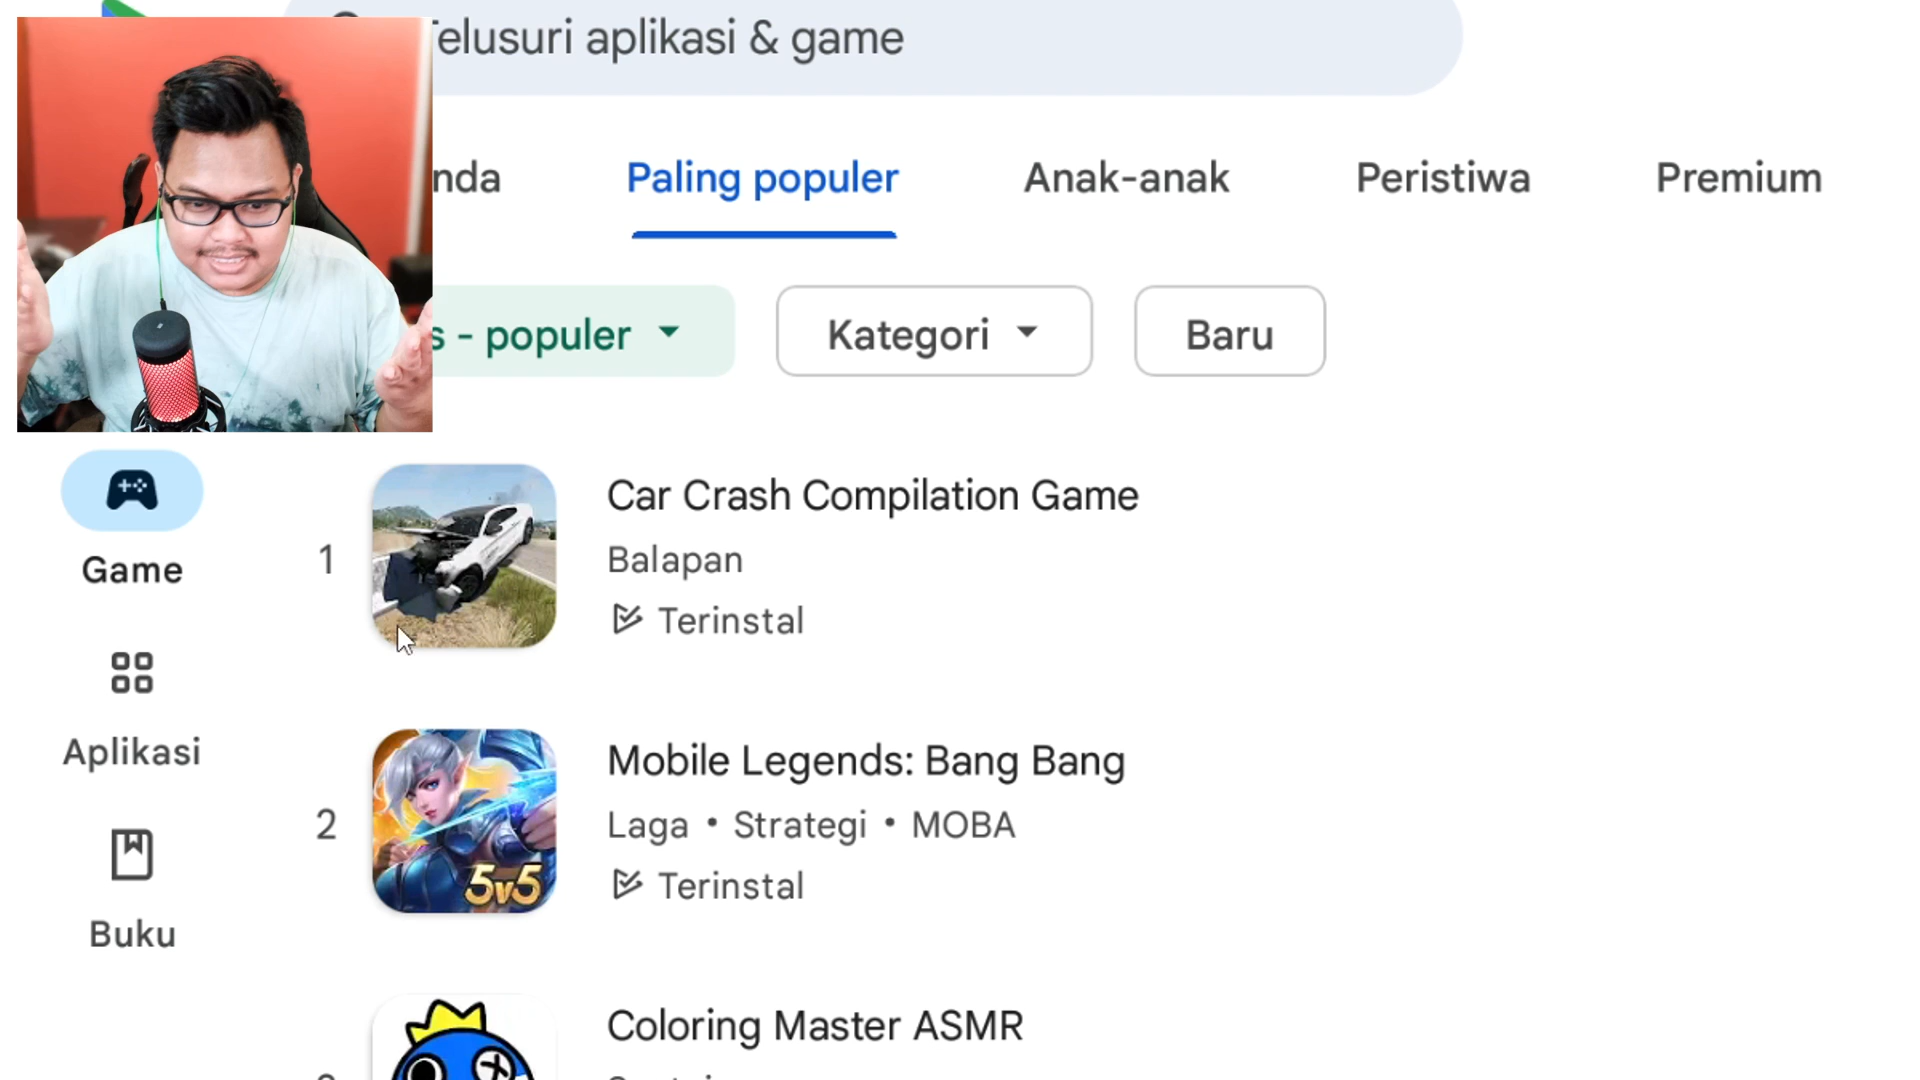 Telusuri aplikasi & game
nda
Paling populer
Anak-anak
Peristiwa
Premium
s - populer
Kategori
Baru
Game
Aplikasi
Buku
1
Car Crash Compilation Game
Balapan
Terinstal
2
Mobile Legends: Bang Bang
Laga • Strategi • MOBA
Terinstal
5v5
Coloring Master ASMR